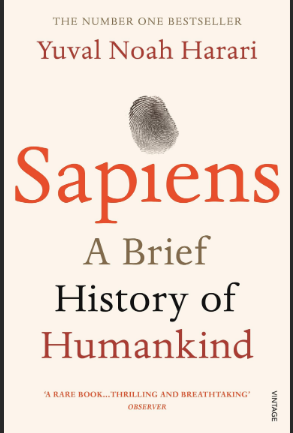 THE NUMBER ONE BESTSELLER
Yuval Noah Harari
Sapiens
A Brief
History of
Humankind
'A RARE BOOK...THRILLING AND BREATHTAKING'
OBSERVER
VINTAGE